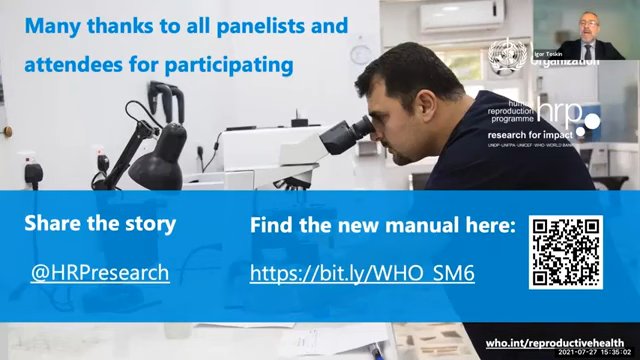 Many thanks to all panelists and
attendees for participating
Igor Toskin
Organization
human
reproduction
programme
hrp
research for impact
UNDP · UNFPA · UNICEF · WHO · WORLD BANK
Share the story
Find the new manual here:
@HRPresearch
https://bit.ly/WHO_SM6
who.int/reproductivehealth
2021-07-27 15:35:02